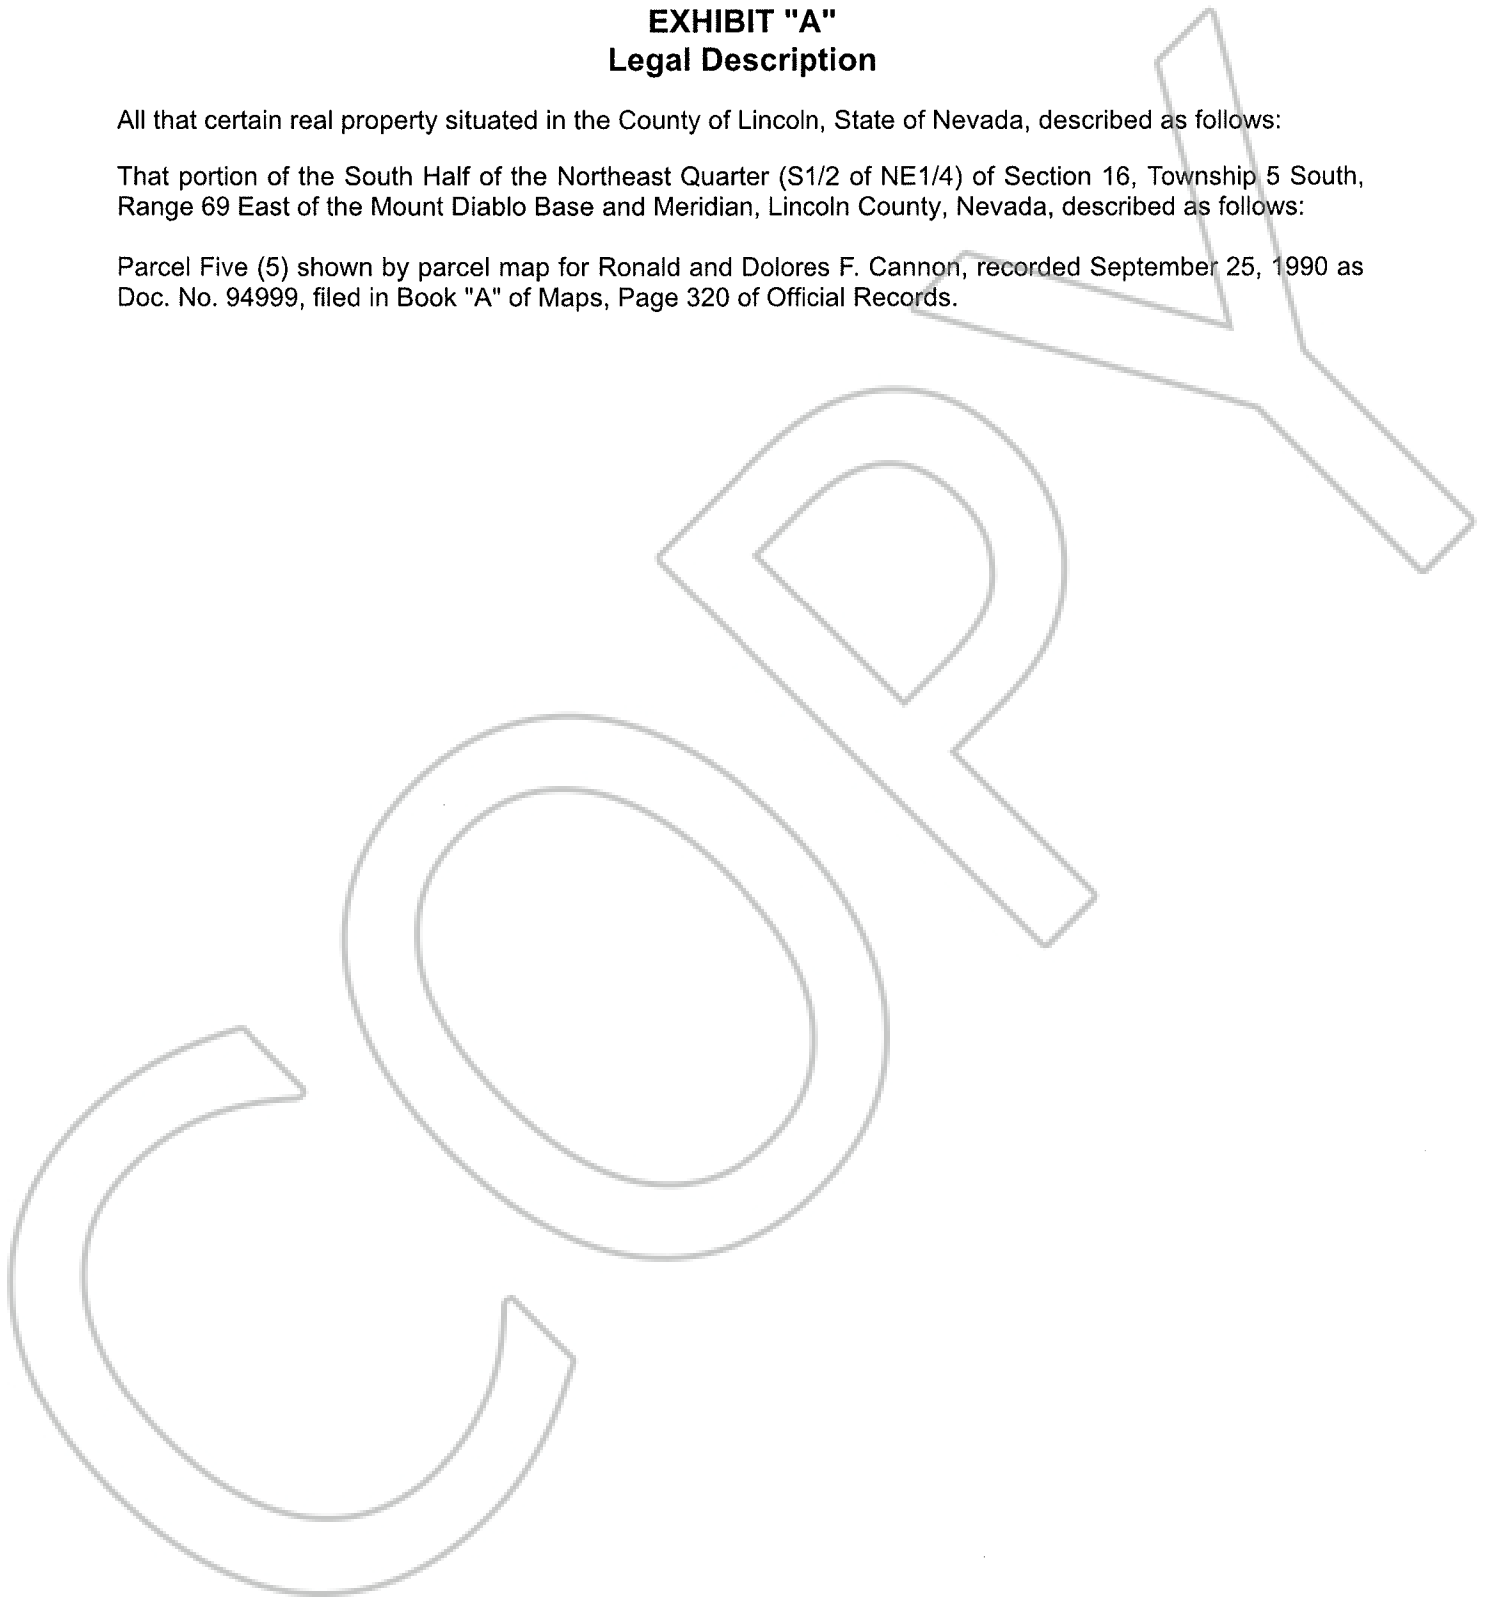 EXHIBIT "A"
Legal Description
All that certain real property situated in the County of Lincoln, State of Nevada, described as follows:
That portion of the South Half of the Northeast Quarter (S1/2 of NE1/4) of Section 16, Township 5 South,
Range 69 East of the Mount Diablo Base and Meridian, Lincoln County, Nevada, described as follows:
Parcel Five (5) shown by parcel map for Ronald and Dolores F. Cannon, recorded September 25, 1990 as
Doc. No. 94999, filed in Book "A" of Maps, Page 320 of Official Records.
COPY